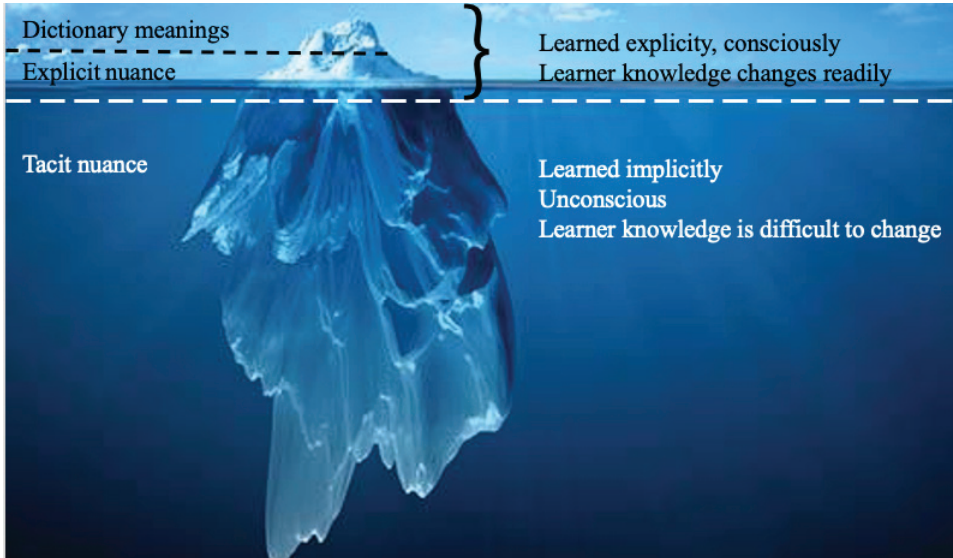 Dictionary meanings
Explicit nuance
Learned explicity, consciously
Learner knowledge changes readily
Tacit nuance
Learned implicitly
Unconscious
Learner knowledge is difficult to change